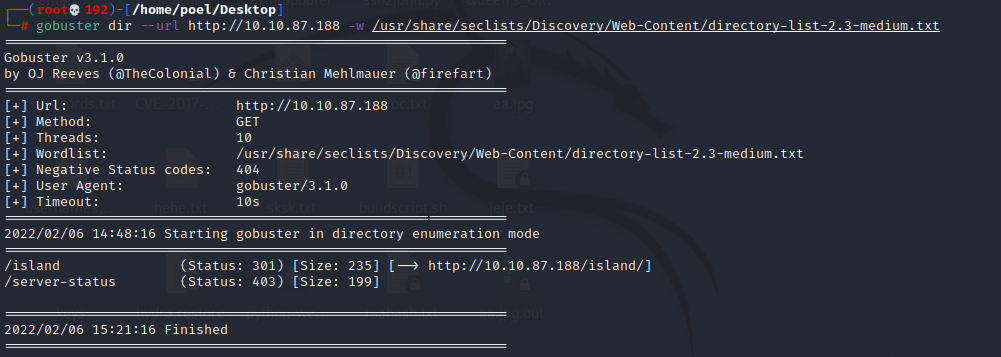 ┌──(root💀192)-[/home/poel/Desktop]
└─# gobuster dir --url http://10.10.87.188 -w /usr/share/seclists/Discovery/Web-Content/directory-list-2.3-medium.txt
===============================================================
Gobuster v3.1.0
by OJ Reeves (@TheColonial) & Christian Mehlmauer (@firefart)
===============================================================
[+] Url:                     http://10.10.87.188
[+] Method:                  GET
[+] Threads:                 10
[+] Wordlist:                /usr/share/seclists/Discovery/Web-Content/directory-list-2.3-medium.txt
[+] Negative Status codes:   404
[+] User Agent:              gobuster/3.1.0
[+] Timeout:                 10s
===============================================================
2022/02/06 14:48:16 Starting gobuster in directory enumeration mode
===============================================================
/island               (Status: 301) [Size: 235] [--> http://10.10.87.188/island/]
/server-status        (Status: 403) [Size: 199]
===============================================================
2022/02/06 15:21:16 Finished
===============================================================